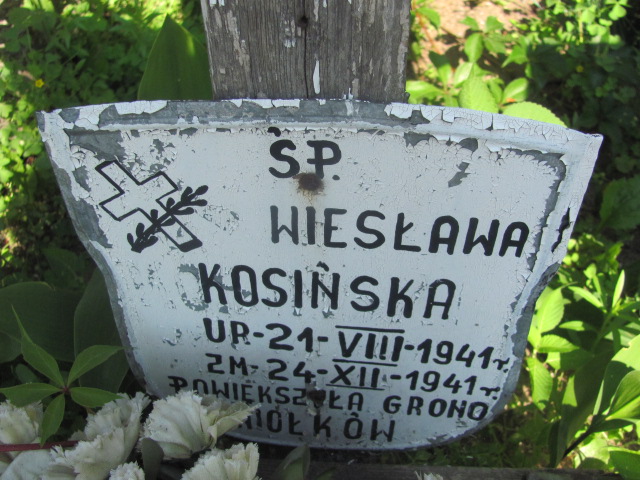 Ś.P.
WIESŁAWA
KOSIŃSKA
UR-21-VIII-1941r.
ZM-24-XII-1941r.
POWIĘKSZYŁA GRONO
ANIOŁKÓW